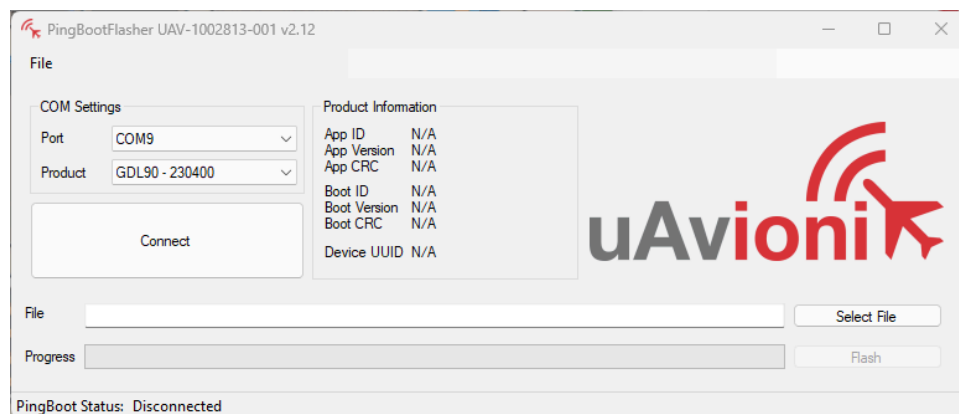 PingBootFlasher UAV-1002813-001 v2.12
File
COM Settings
Port COM9
Product GDL90 - 230400
Connect
Product Information
App ID N/A
App Version N/A
App CRC N/A
Boot ID N/A
Boot Version N/A
Boot CRC N/A
Device UUID N/A
uAvioni
File
Select File
Progress
Flash
PingBoot Status: Disconnected